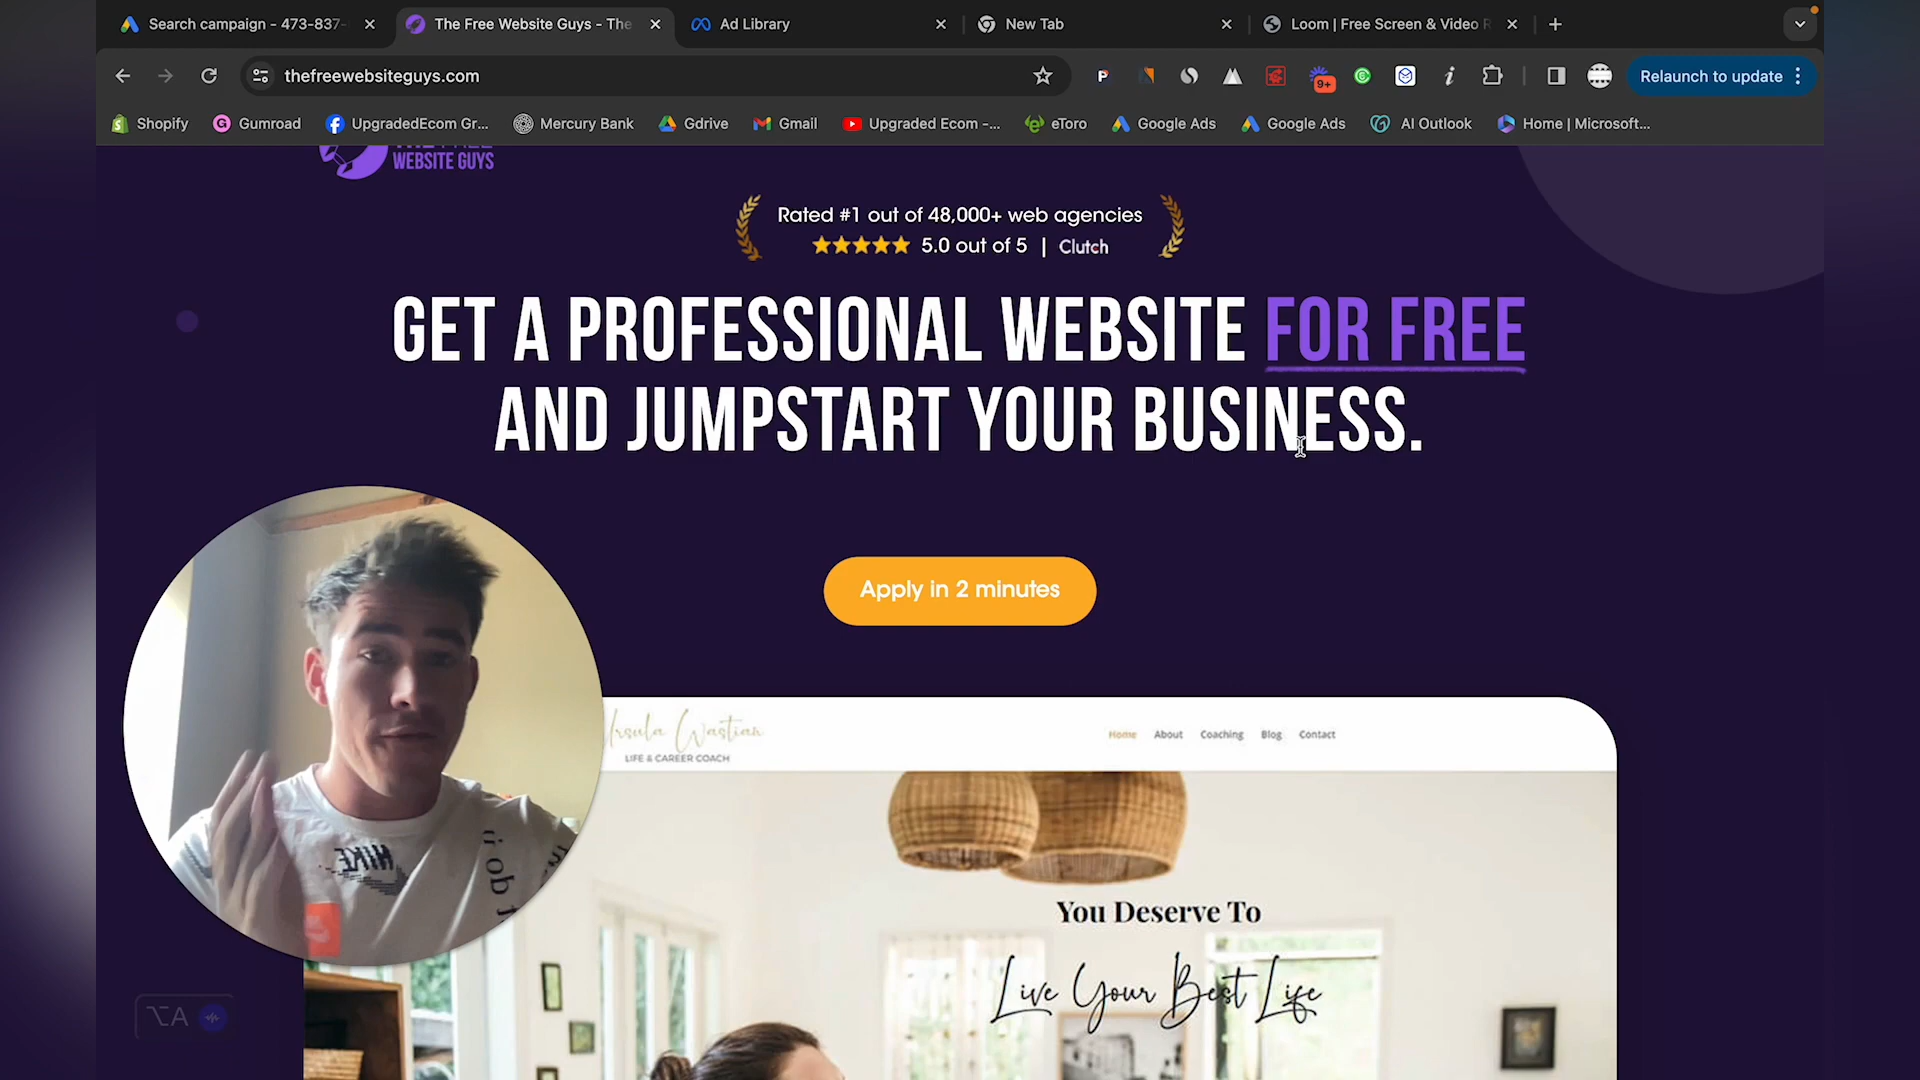 Search campaign - 473-837-
The Free Website Guys - The
Ad Library
New Tab
Loom | Free Screen & Video R
thefreewebsiteguys.com
P
9+
Relaunch to update
Shopify
Gumroad
UpgradedEcom Gr...
Mercury Bank
Gdrive
Gmail
Upgraded Ecom -...
eToro
Google Ads
Google Ads
AI Outlook
Home | Microsoft...
WEBSITE GUYS
Rated #1 out of 48,000+ web agencies
5.0 out of 5 | Clutch
GET A PROFESSIONAL WEBSITE FOR FREE
AND JUMPSTART YOUR BUSINESS.
Apply in 2 minutes
Ursula Wastian
LIFE & CAREER COACH
Home
About
Coaching
Blog
Contact
You Deserve To
Live Your Best Life
NIKE
⌥A